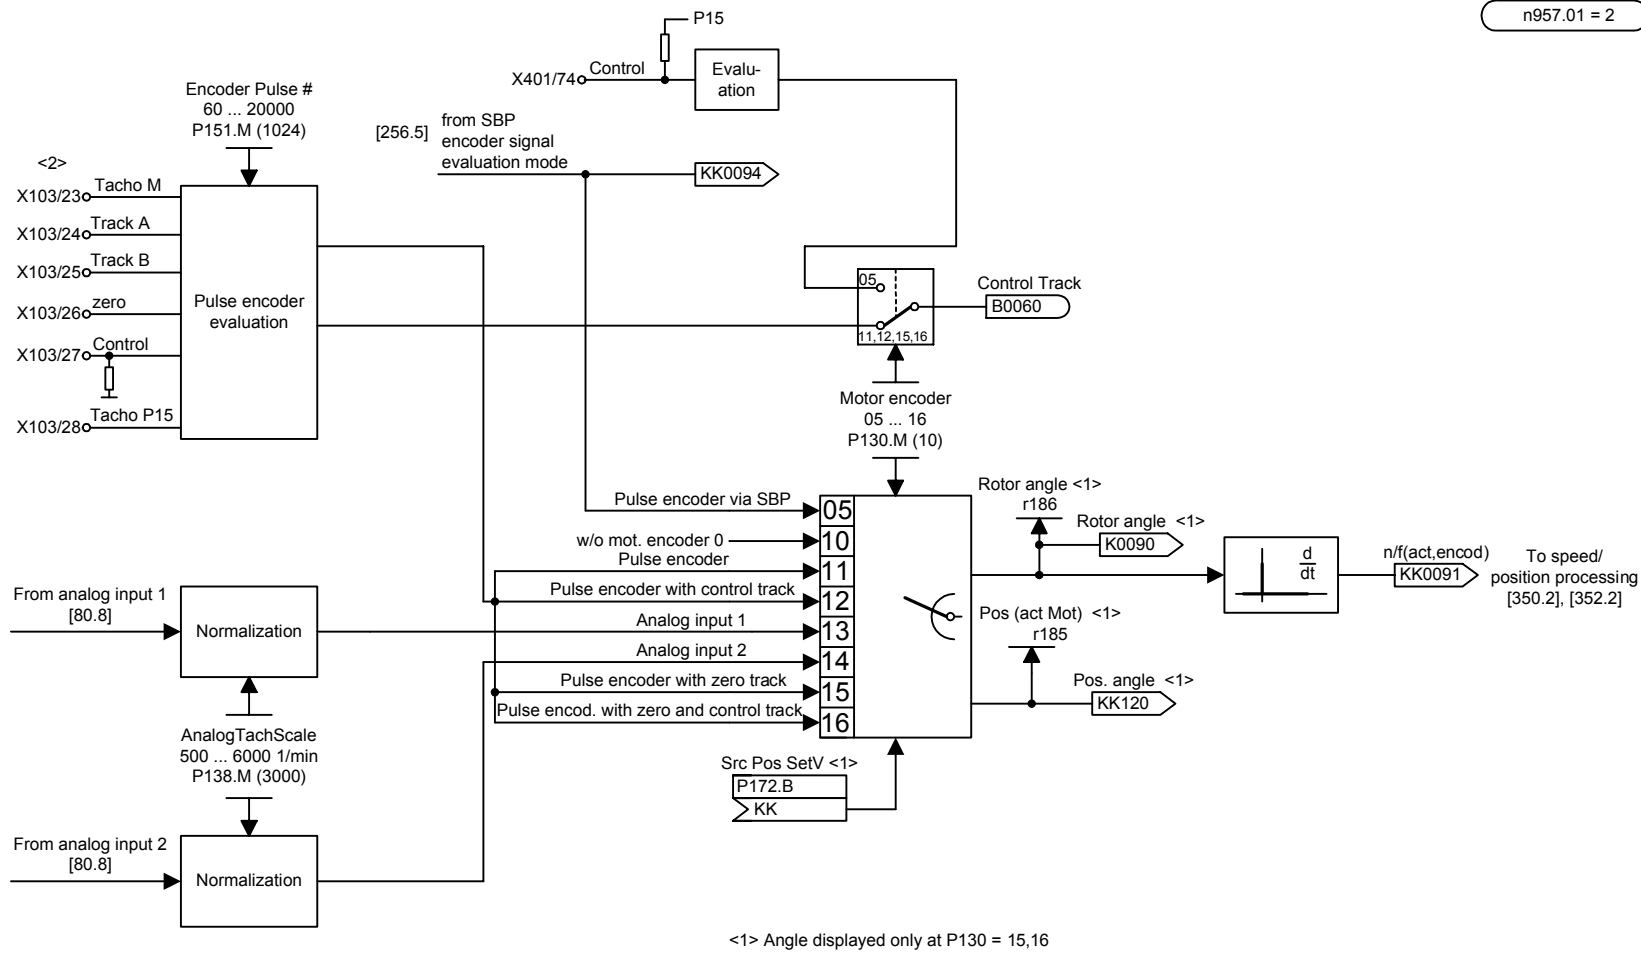 n957.01 = 2
P15
X401/74
Control
Evalu-
ation
Encoder Pulse #
60 ... 20000
P151.M (1024)
[256.5]
from SBP
encoder signal
evaluation mode
KK0094
<2>
X103/23
Tacho M
X103/24
Track A
X103/25
Track B
X103/26
zero
X103/27
Control
X103/28
Tacho P15
Pulse encoder
evaluation
05
11,12,15,16
Control Track
B0060
Motor encoder
05 ... 16
P130.M (10)
Pulse encoder via SBP
05
w/o mot. encoder 0
10
Pulse encoder
11
Pulse encoder with control track
12
Analog input 1
13
Analog input 2
14
Pulse encoder with zero track
15
Pulse encod. with zero and control track
16
Rotor angle <1>
r186
Rotor angle <1>
K0090
d
dt
n/f(act,encod)
KK0091
To speed/
position processing
[350.2], [352.2]
Pos (act Mot) <1>
r185
Pos. angle <1>
KK120
From analog input 1
[80.8]
Normalization
AnalogTachScale
500 ... 6000 1/min
P138.M (3000)
From analog input 2
[80.8]
Normalization
Src Pos SetV <1>
P172.B
KK
<1> Angle displayed only at P130 = 15,16